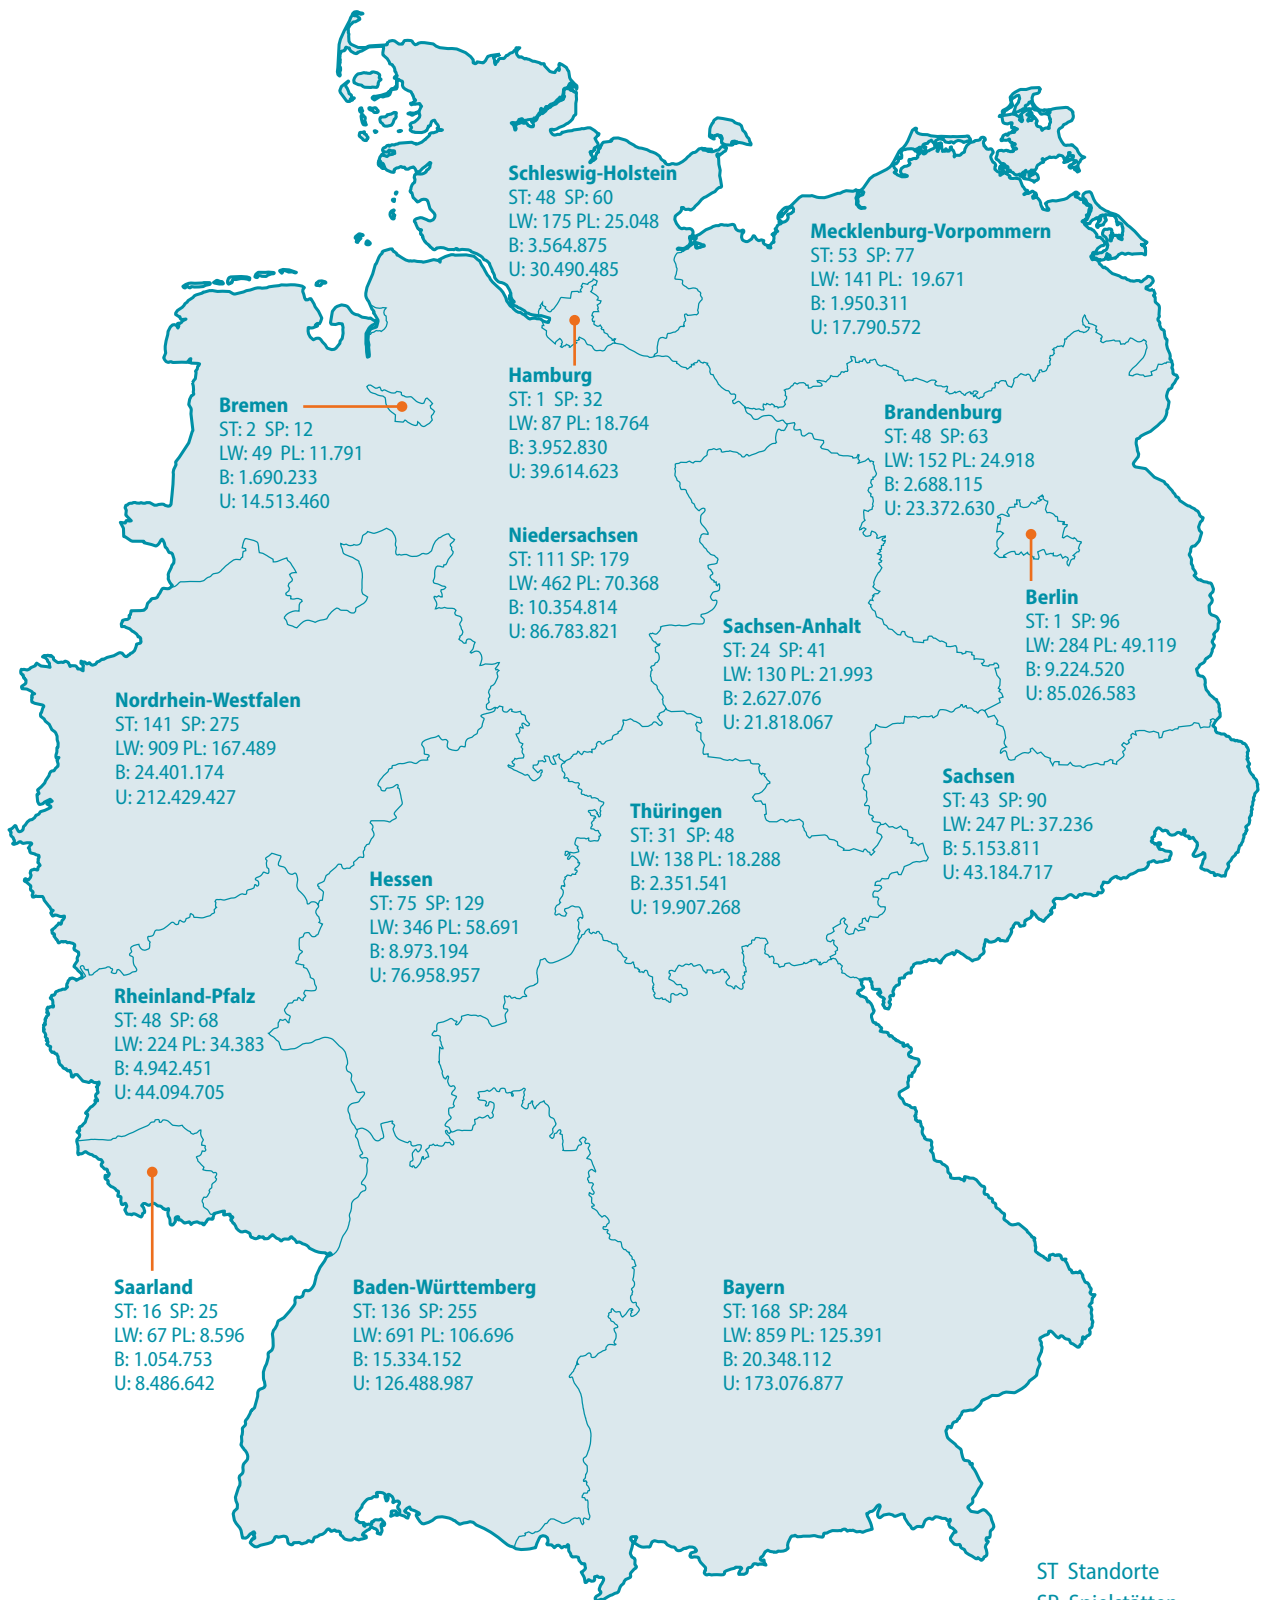 Schleswig-Holstein
ST: 48 SP: 60
LW: 175 PL: 25.048
B: 3.564.875
U: 30.490.485
Mecklenburg-Vorpommern
ST: 53 SP: 77
LW: 141 PL: 19.671
B: 1.950.311
U: 17.790.572
Hamburg
ST: 1 SP: 32
LW: 87 PL: 18.764
B: 3.952.830
U: 39.614.623
Bremen
ST: 2 SP: 12
LW: 49 PL: 11.791
B: 1.690.233
U: 14.513.460
Brandenburg
ST: 48 SP: 63
LW: 152 PL: 24.918
B: 2.688.115
U: 23.372.630
Niedersachsen
ST: 111 SP: 179
LW: 462 PL: 70.368
B: 10.354.814
U: 86.783.821
Berlin
ST: 1 SP: 96
LW: 284 PL: 49.119
B: 9.224.520
U: 85.026.583
Sachsen-Anhalt
ST: 24 SP: 41
LW: 130 PL: 21.993
B: 2.627.076
U: 21.818.067
Nordrhein-Westfalen
ST: 141 SP: 275
LW: 909 PL: 167.489
B: 24.401.174
U: 212.429.427
Sachsen
ST: 43 SP: 90
LW: 247 PL: 37.236
B: 5.153.811
U: 43.184.717
Thüringen
ST: 31 SP: 48
LW: 138 PL: 18.288
B: 2.351.541
U: 19.907.268
Hessen
ST: 75 SP: 129
LW: 346 PL: 58.691
B: 8.973.194
U: 76.958.957
Rheinland-Pfalz
ST: 48 SP: 68
LW: 224 PL: 34.383
B: 4.942.451
U: 44.094.705
Saarland
ST: 16 SP: 25
LW: 67 PL: 8.596
B: 1.054.753
U: 8.486.642
Baden-Württemberg
ST: 136 SP: 255
LW: 691 PL: 106.696
B: 15.334.152
U: 126.488.987
Bayern
ST: 168 SP: 284
LW: 859 PL: 125.391
B: 20.348.112
U: 173.076.877
ST Standorte
SP Spielstätten